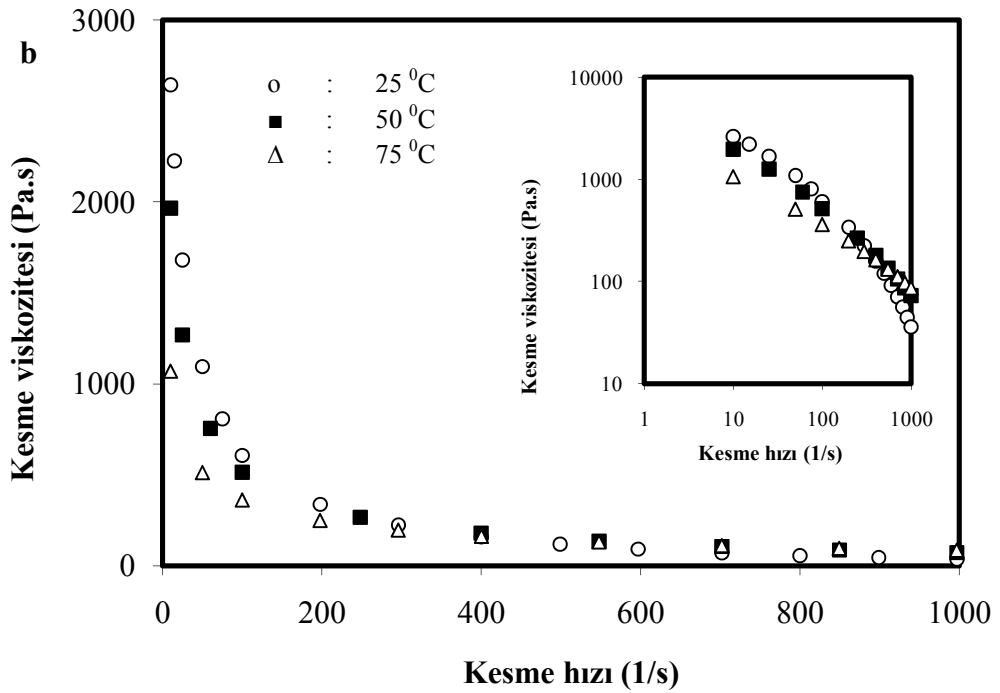 b
3000
2000
1000
0
0 200 400 600 800 1000
Kesme viskozitesi (Pa.s)
Kesme hızı (1/s)
o : 25 ⁰C
■ : 50 ⁰C
Δ : 75 ⁰C
10000
1000
100
10
1 10 100 1000
Kesme viskozitesi (Pa.s)
Kesme hızı (1/s)